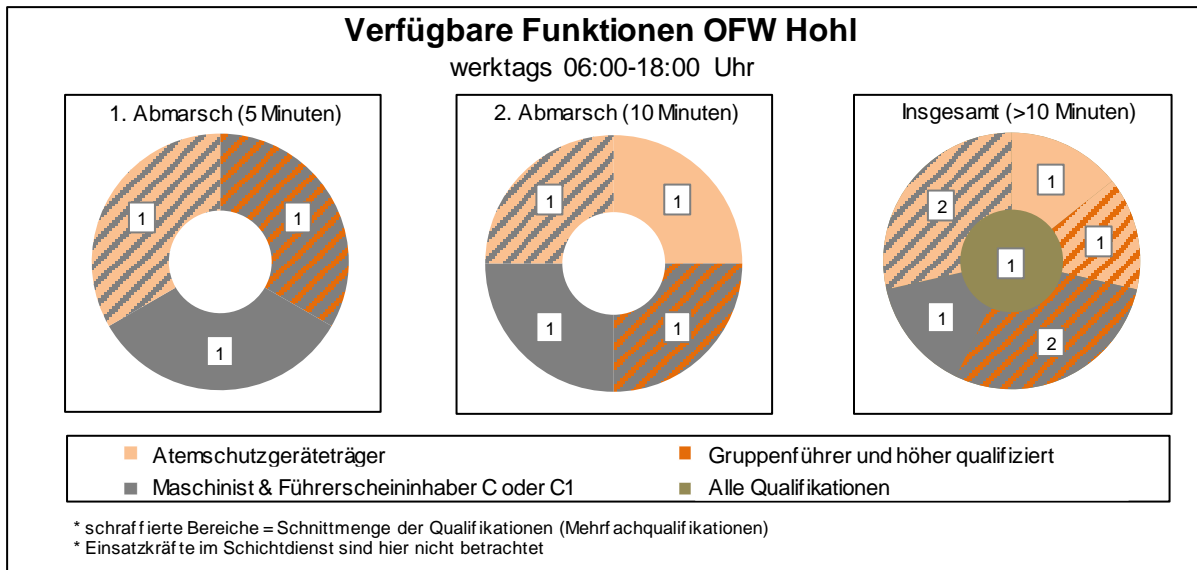 Verfügbare Funktionen OFW Hohl
werktags 06:00-18:00 Uhr
1. Abmarsch (5 Minuten)
1
1
1
2. Abmarsch (10 Minuten)
1
1
1
1
Insgesamt (>10 Minuten)
1
2
1
1
1
2
Atemschutzgeräteträger
Gruppenführer und höher qualifiziert
Maschinist & Führerscheininhaber C oder C1
Alle Qualifikationen
* schraffierte Bereiche = Schnittmenge der Qualifikationen (Mehrfachqualifikationen)
* Einsatzkräfte im Schichtdienst sind hier nicht betrachtet